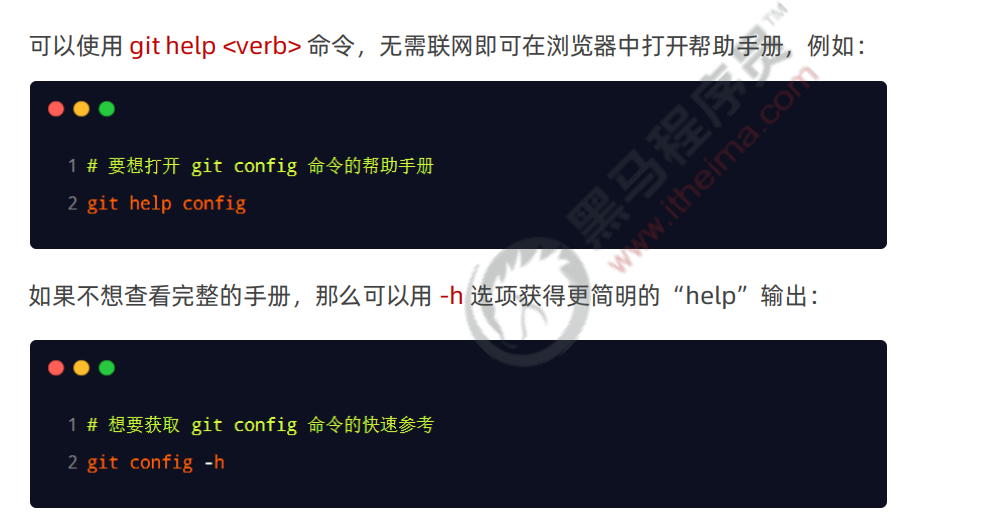 可以使用 git help <verb> 命令，无需联网即可在浏览器中打开帮助手册，例如：
1 # 要想打开 git config 命令的帮助手册
2 git help config
如果不想查看完整的手册，那么可以用 -h 选项获得更简明的“help”输出：
1 # 想要获取 git config 命令的快速参考
2 git config -h
黑马程序员™
www.itheima.com